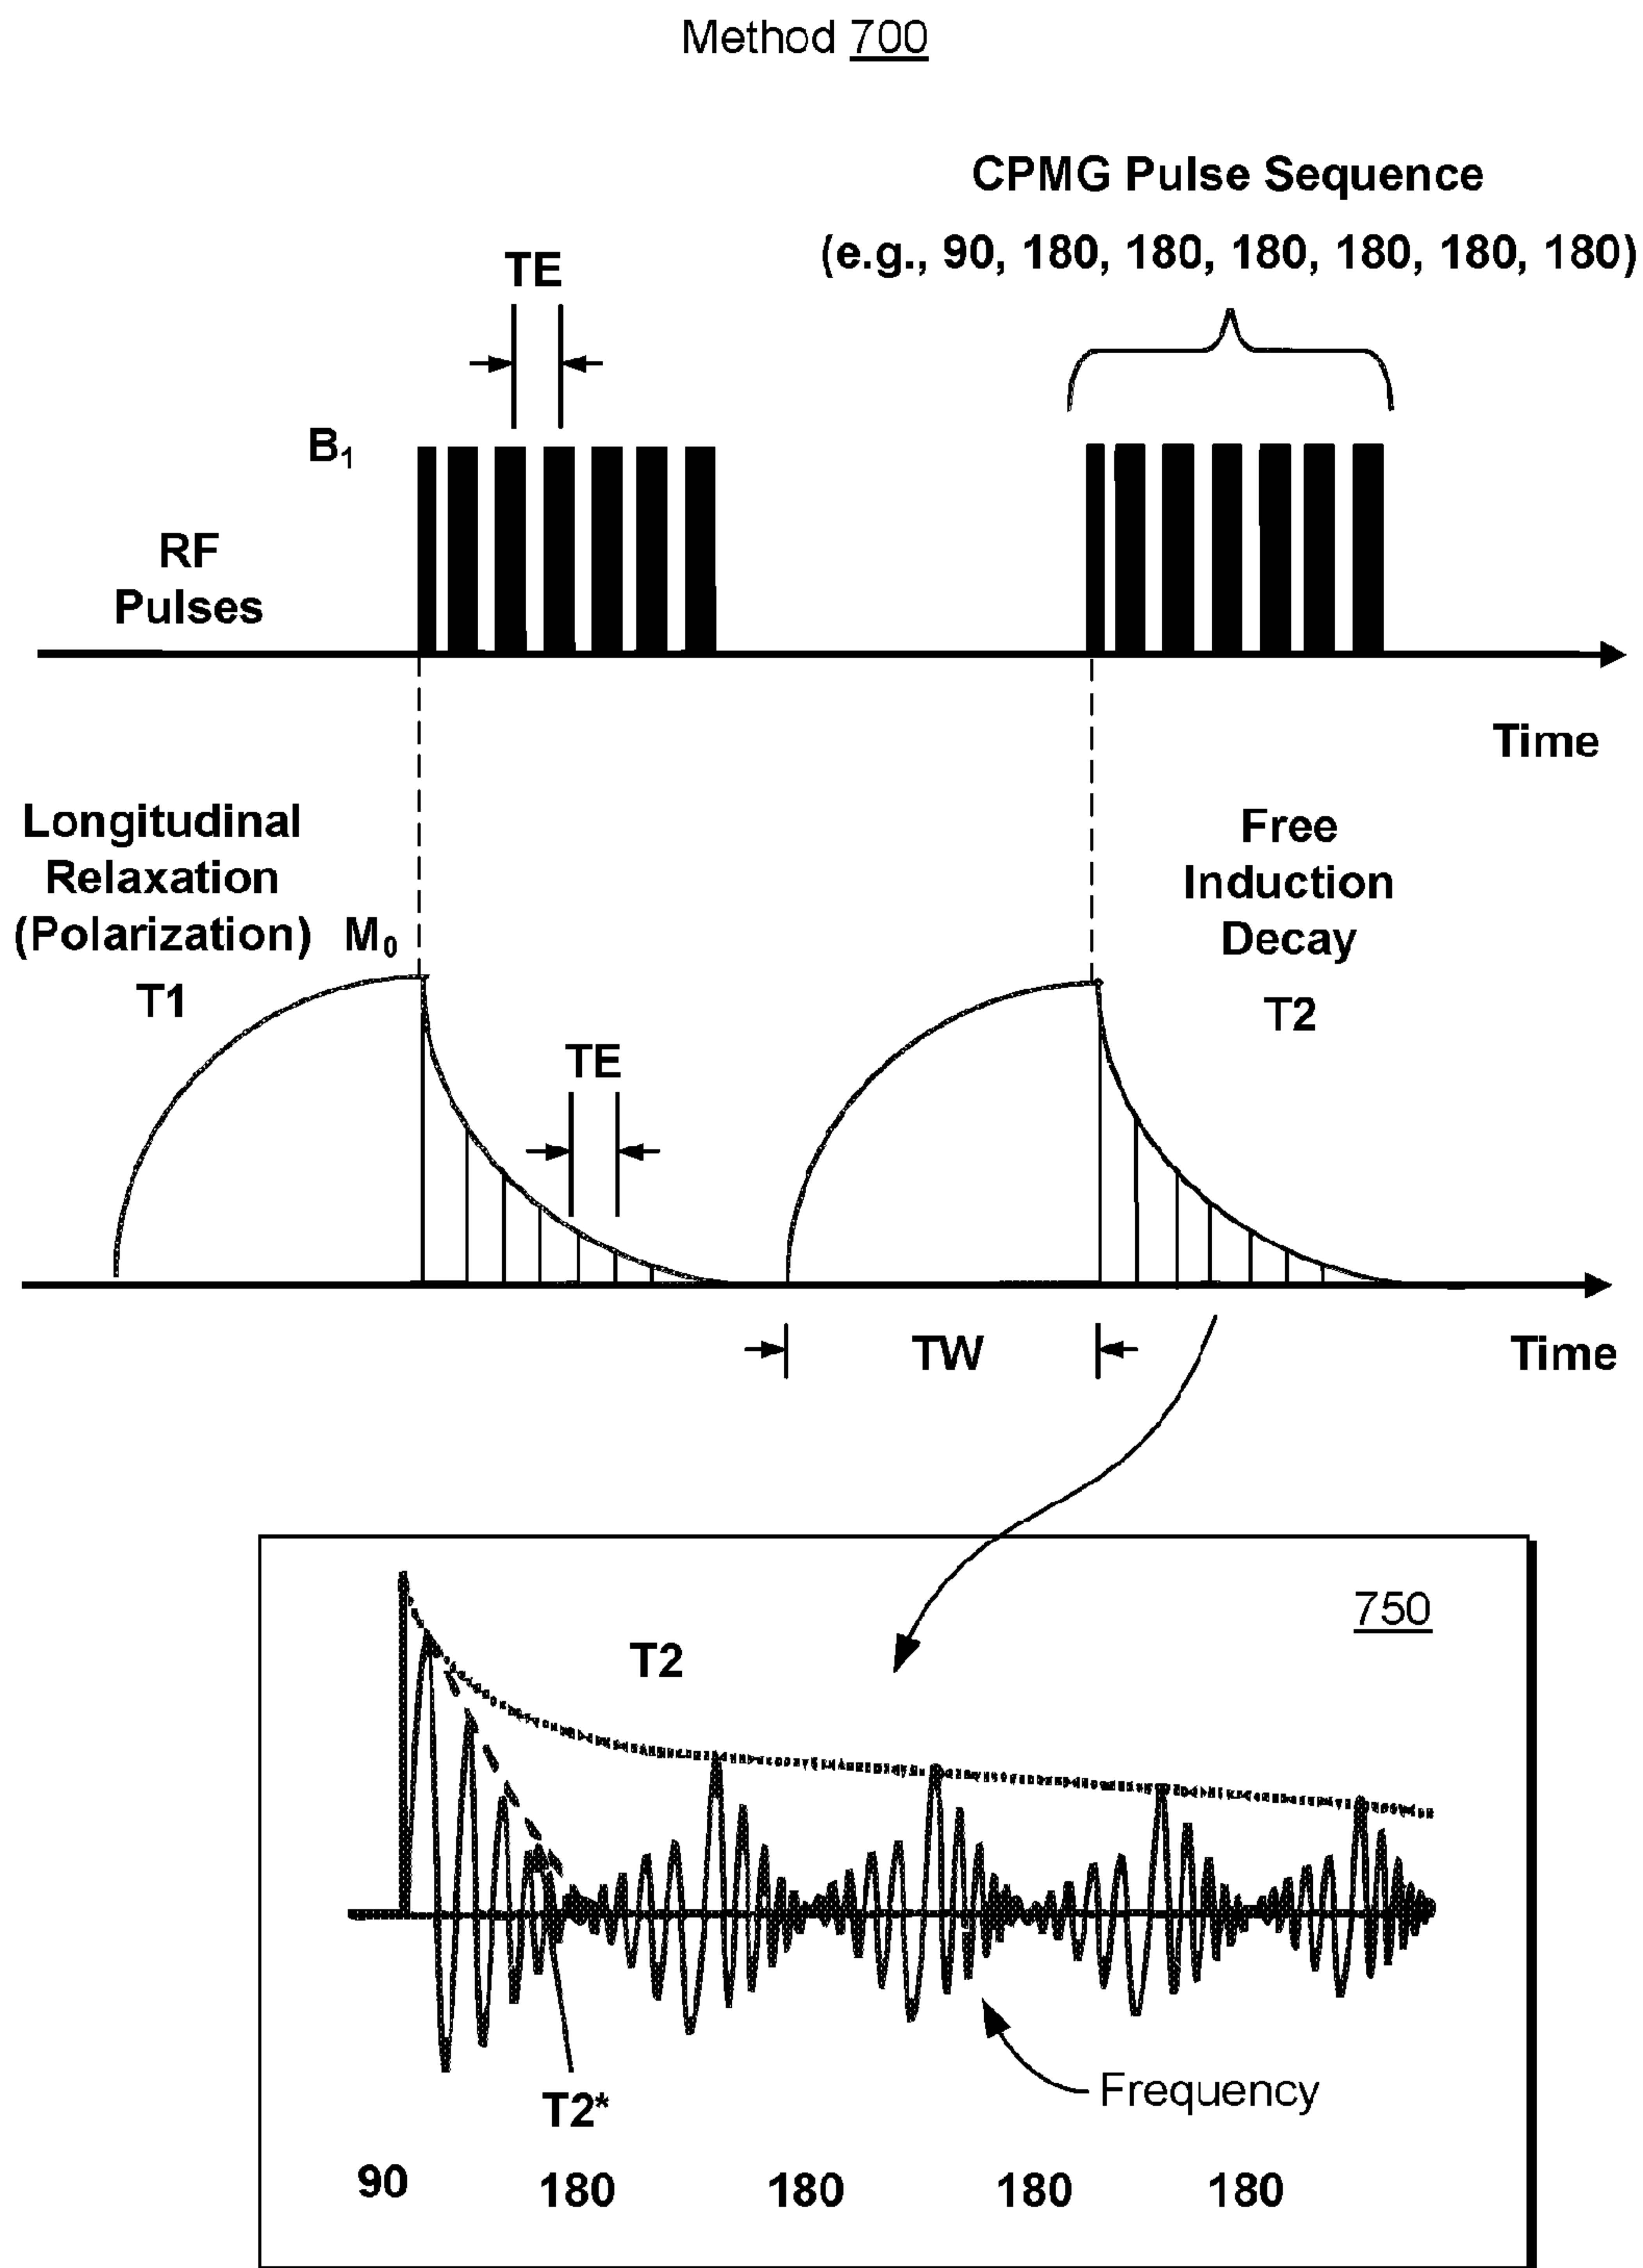 Method 700
CPMG Pulse Sequence
(e.g., 90, 180, 180, 180, 180, 180, 180)
TE
B₁
RF
Pulses
Time
Longitudinal
Relaxation
(Polarization) M₀
T1
Free
Induction
Decay
T2
TE
TW
Time
750
T2
T2*
Frequency
90 180 180 180 180